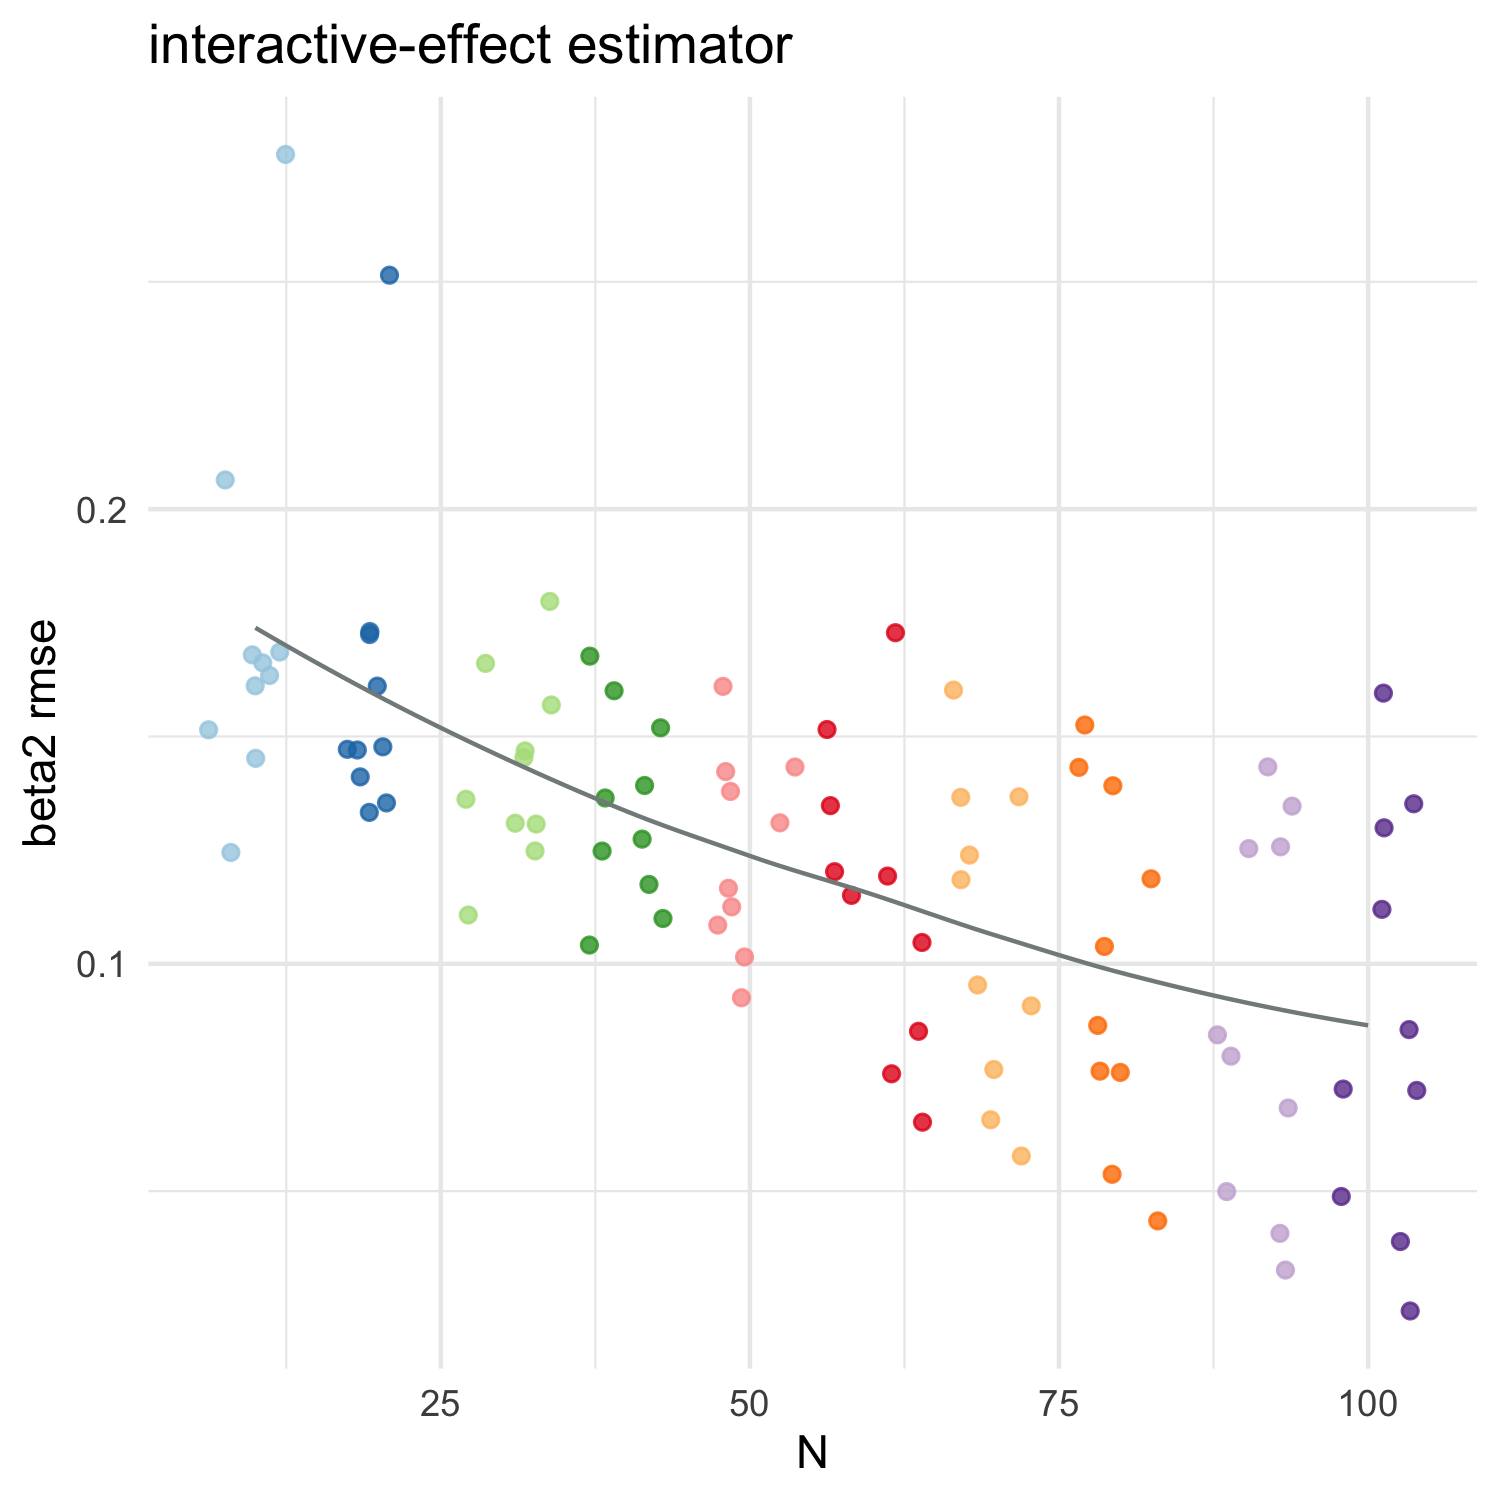 interactive-effect estimator
beta2 rmse
0.2
0.1
25 50 75 100
N